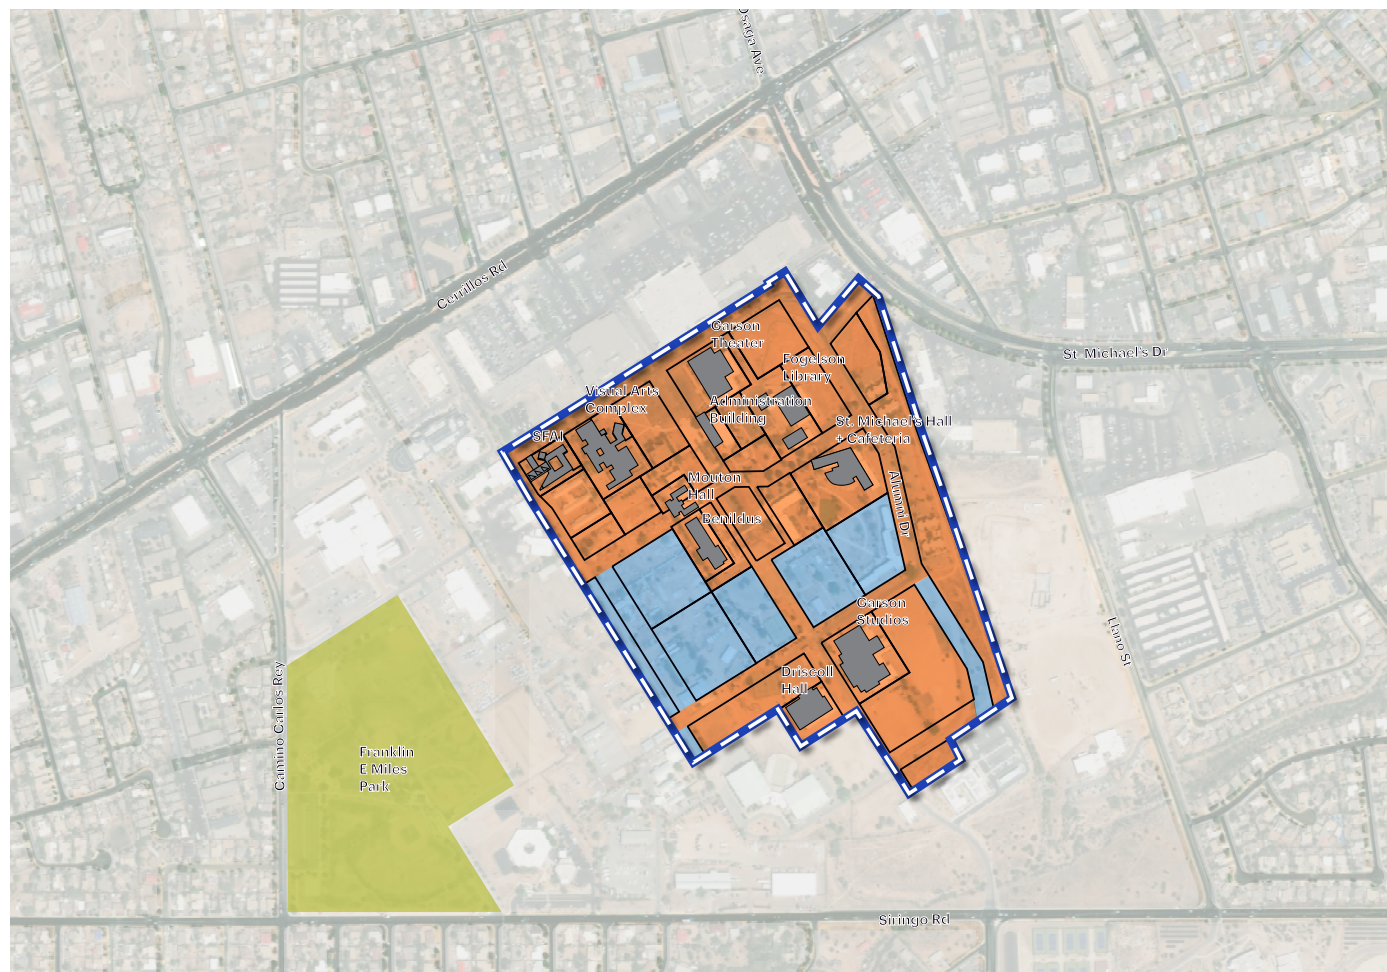 Osage Ave
Cerrillos Rd
St. Michael's Dr
Garson
Theater
Fogelson
Library
Visual Arts
Complex
Administration
Building
SFAI
St. Michael's Hall
+ Cafeteria
Mouton
Hall
Benildus
Alumni Dr
Garson
Studios
Llano St
Driscoll
Hall
Camino Carlos Rey
Franklin
E Miles
Park
Siringo Rd